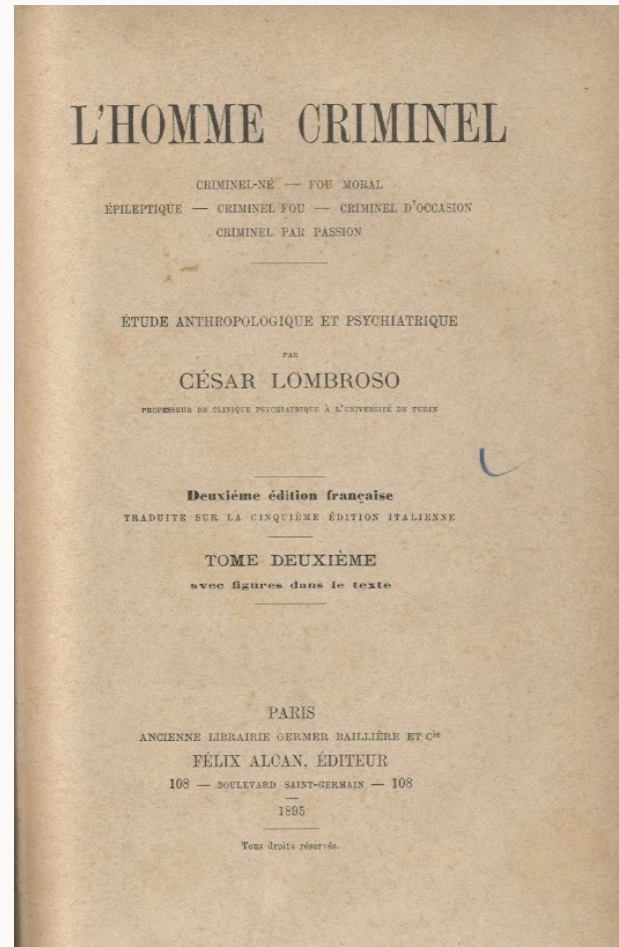 L'HOMME CRIMINEL
CRIMINEL-NÉ — FOU MORAL
ÉPILEPTIQUE — CRIMINEL FOU — CRIMINEL D'OCCASION
CRIMINEL PAR PASSION
ÉTUDE ANTHROPOLOGIQUE ET PSYCHIATRIQUE
PAR
CÉSAR LOMBROSO
PROFESSEUR DE CLINIQUE PSYCHIATRIQUE À L'UNIVERSITÉ DE TURIN
Deuxième édition française
TRADUITE SUR LA CINQUIÈME ÉDITION ITALIENNE
TOME DEUXIÈME
avec figures dans le texte
PARIS
ANCIENNE LIBRAIRIE GERMER BAILLIÈRE ET Cie
FÉLIX ALCAN, ÉDITEUR
108 — BOULEVARD SAINT-GERMAIN — 108
1895
Tous droits réservés.